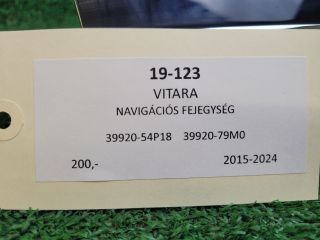 19-123
VITARA
NAVIGÁCIÓS FEJEGYSÉG
39920-54P18 39920-79M0
200,- 2015-2024